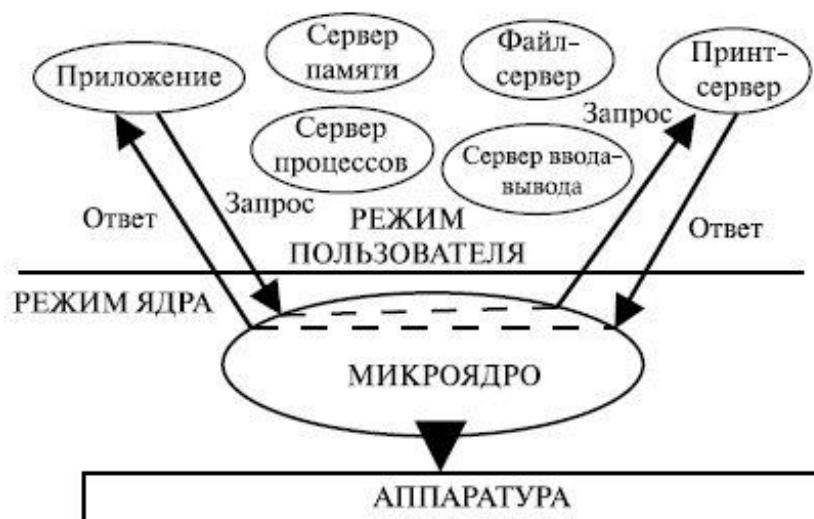 Приложение
Сервер
памяти
Файл-
сервер
Принт-
сервер
Сервер
процессов
Сервер ввода-
вывода
Запрос
Ответ
Запрос
Ответ
РЕЖИМ
ПОЛЬЗОВАТЕЛЯ
РЕЖИМ ЯДРА
МИКРОЯДРО
АППАРАТУРА